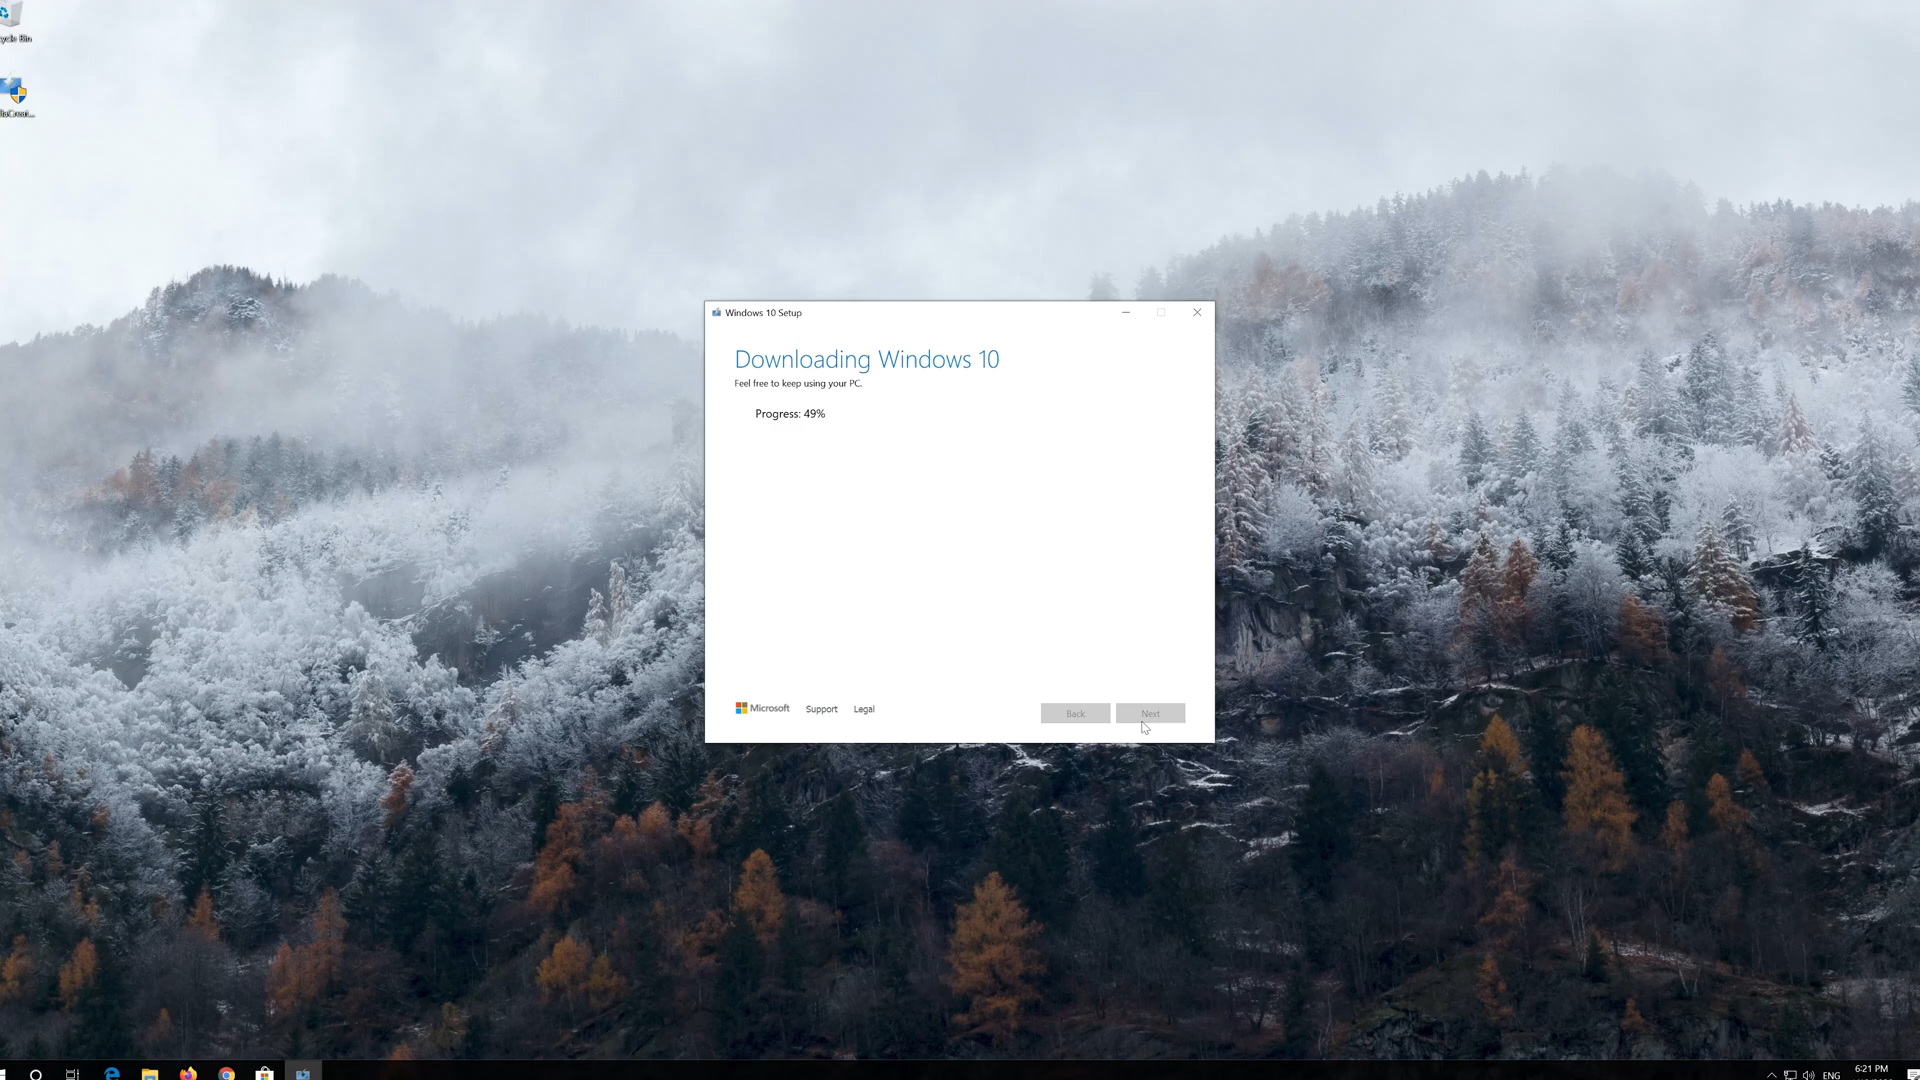 Windows 10 Setup
Downloading Windows 10
Feel free to keep using your PC.
Progress: 49%
Microsoft
Support
Legal
Back
Next
ENG
6:21 PM